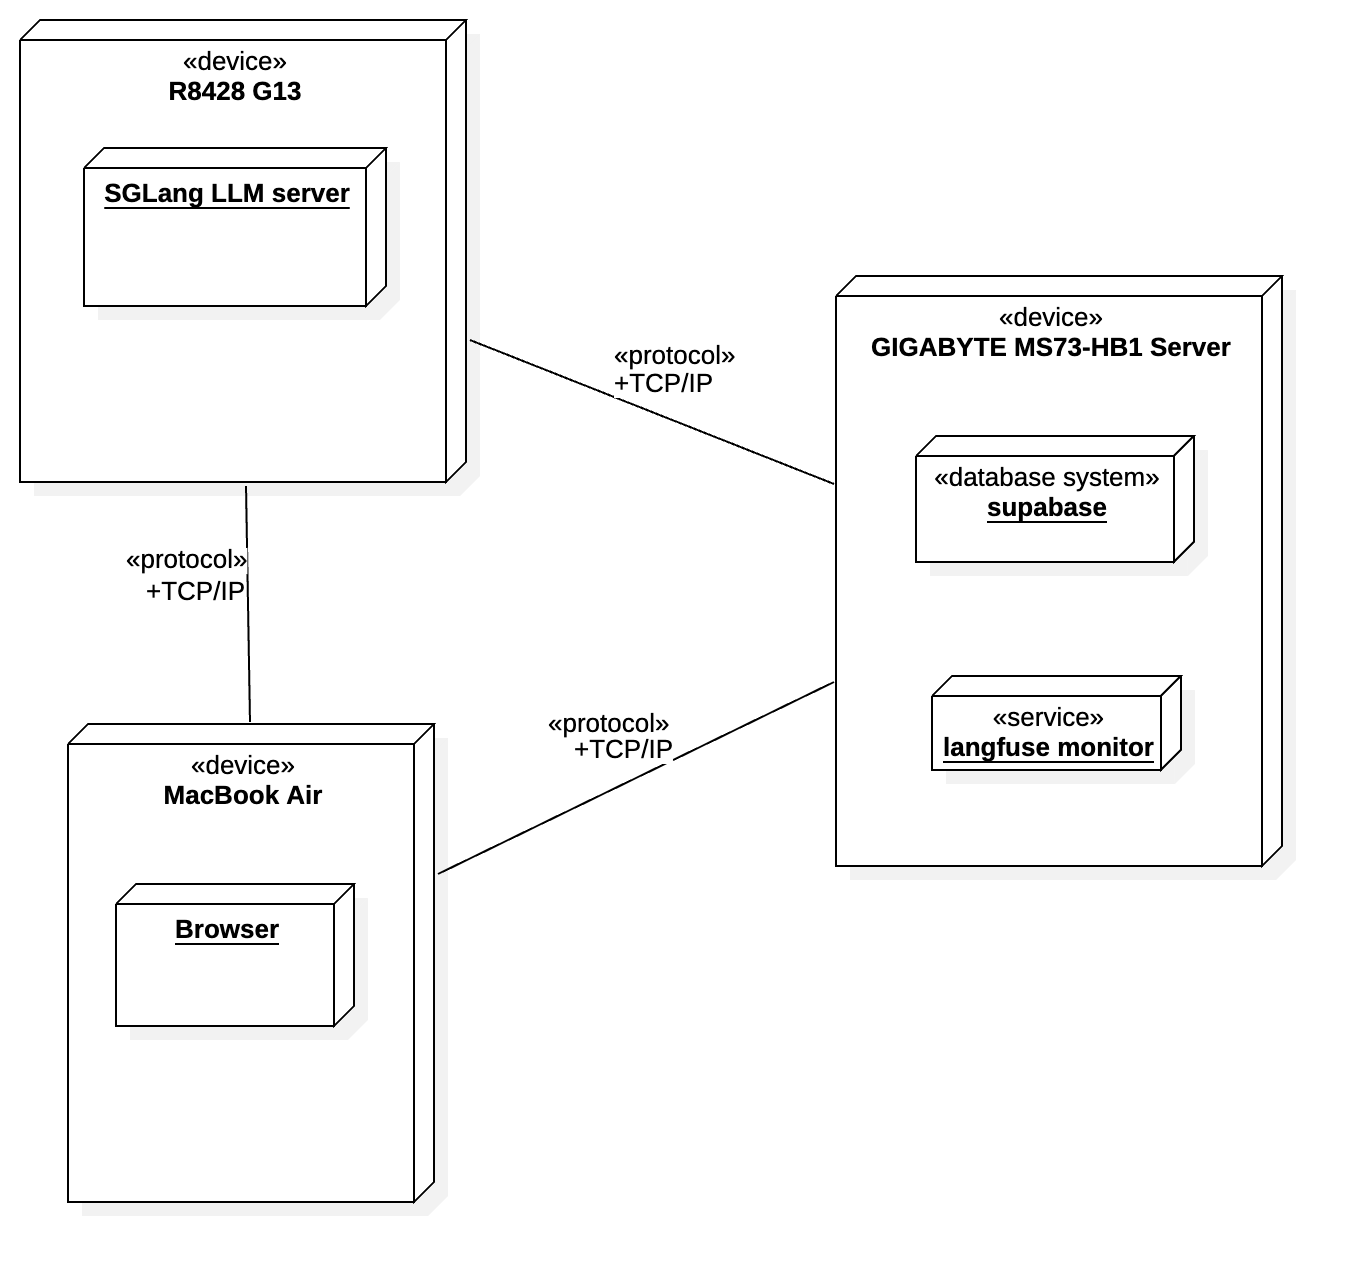 «device»
R8428 G13
SGLang LLM server
«device»
GIGABYTE MS73-HB1 Server
«protocol»
+TCP/IP
«database system»
supabase
«protocol»
+TCP/IP
«service»
langfuse monitor
«protocol»
+TCP/IP
«device»
MacBook Air
Browser